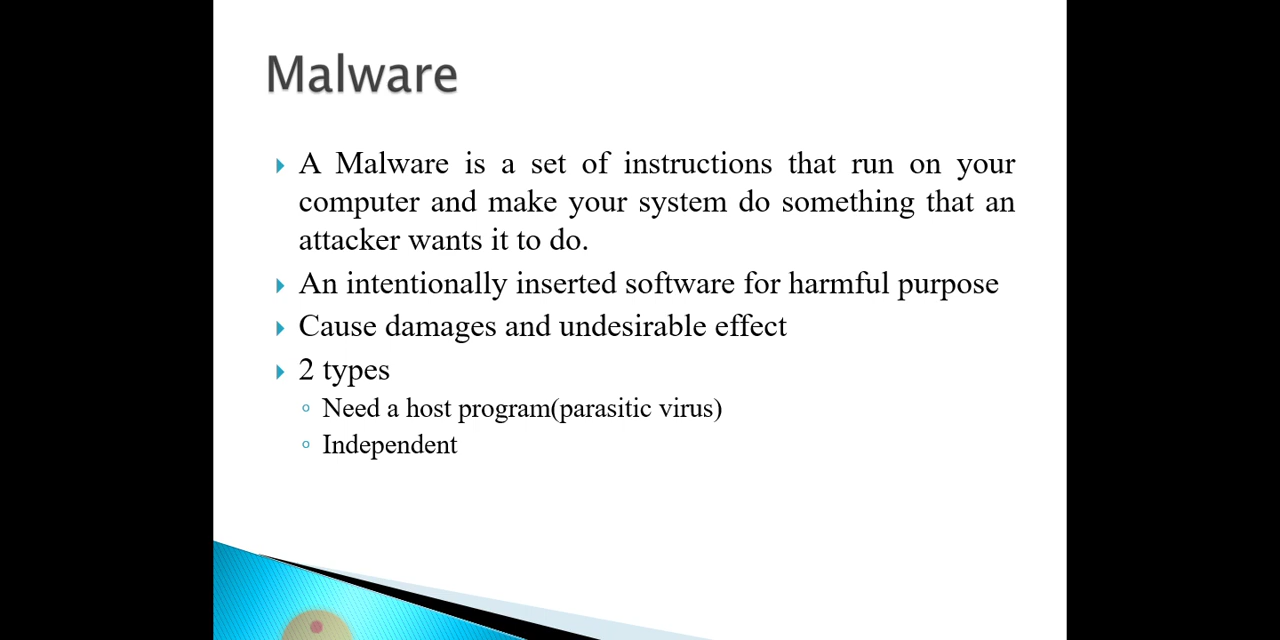 Malware
A Malware is a set of instructions that run on your
computer and make your system do something that an
attacker wants it to do.
An intentionally inserted software for harmful purpose
Cause damages and undesirable effect
2 types
Need a host program(parasitic virus)
Independent